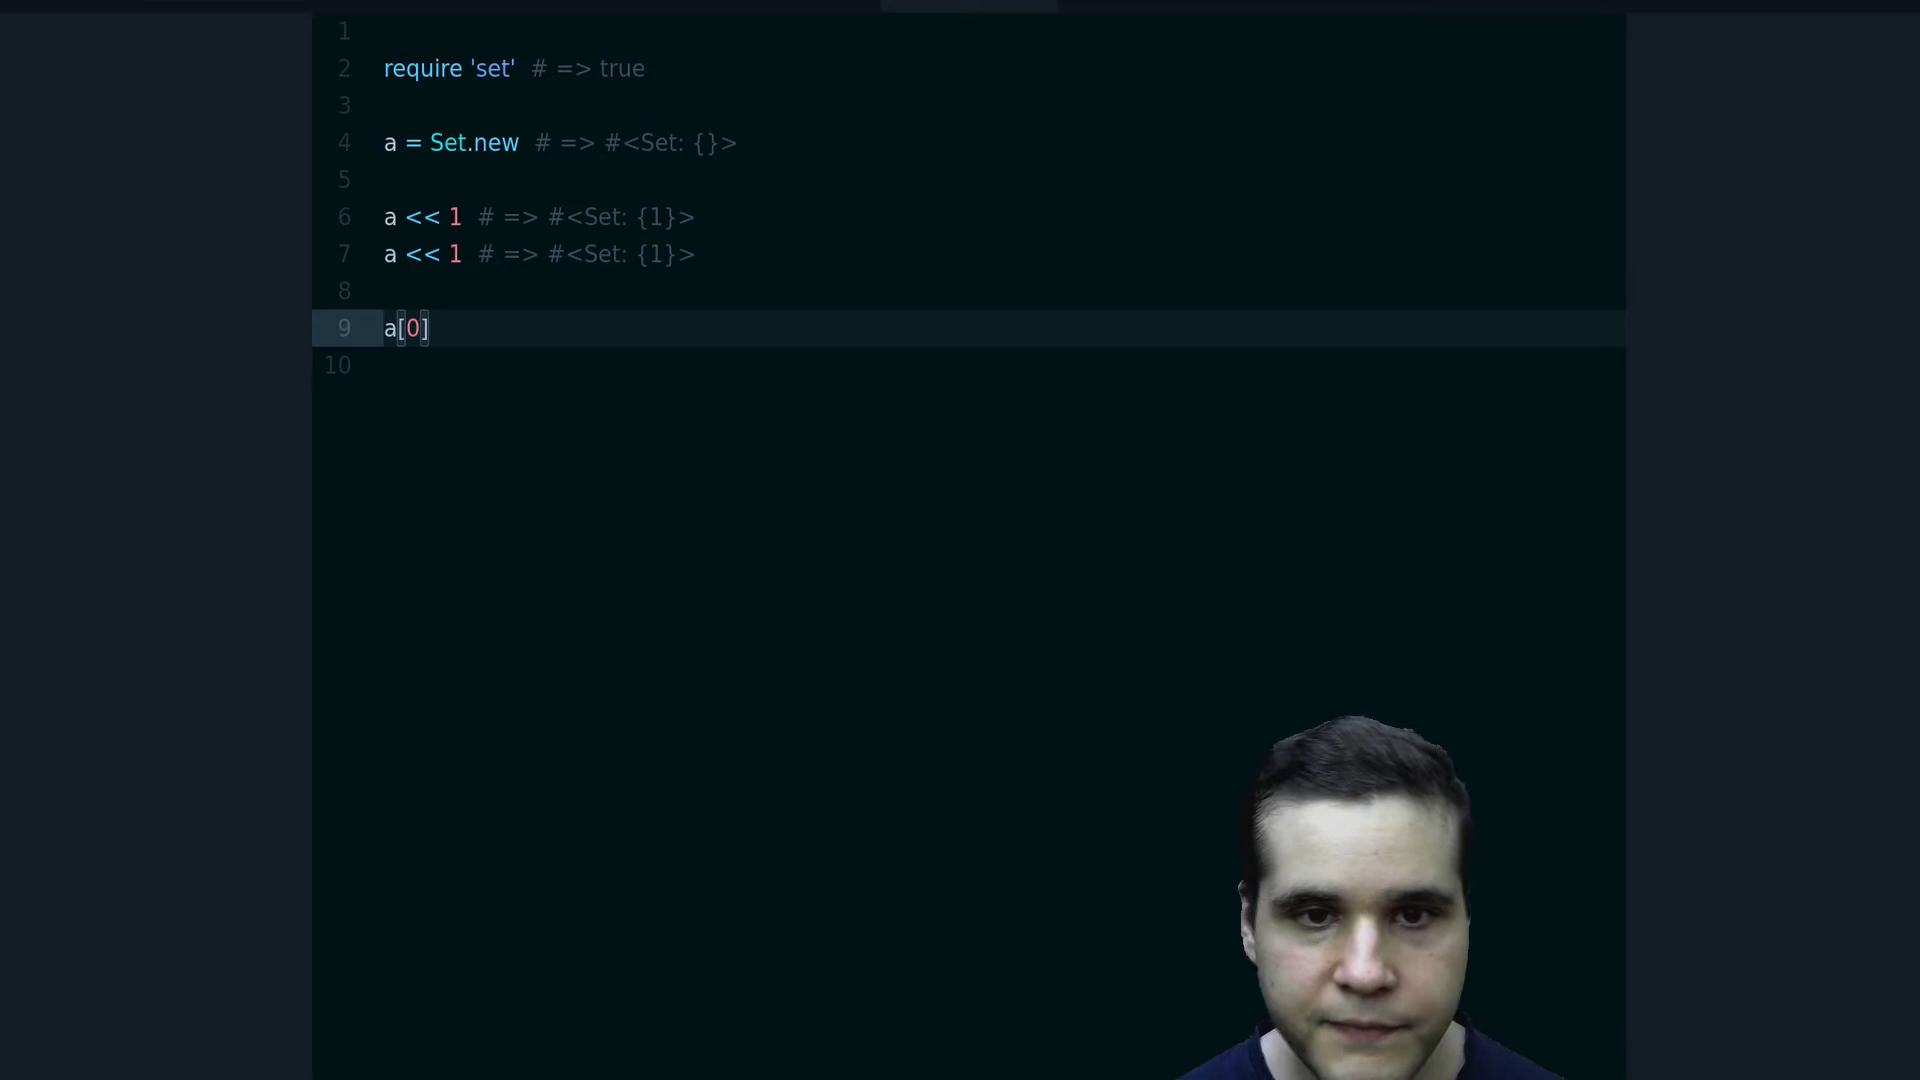 1
2 require 'set'  # => true
3
4 a = Set.new  # => #<Set: {}>
5
6 a << 1  # => #<Set: {1}>
7 a << 1  # => #<Set: {1}>
8
9 a[0]
10